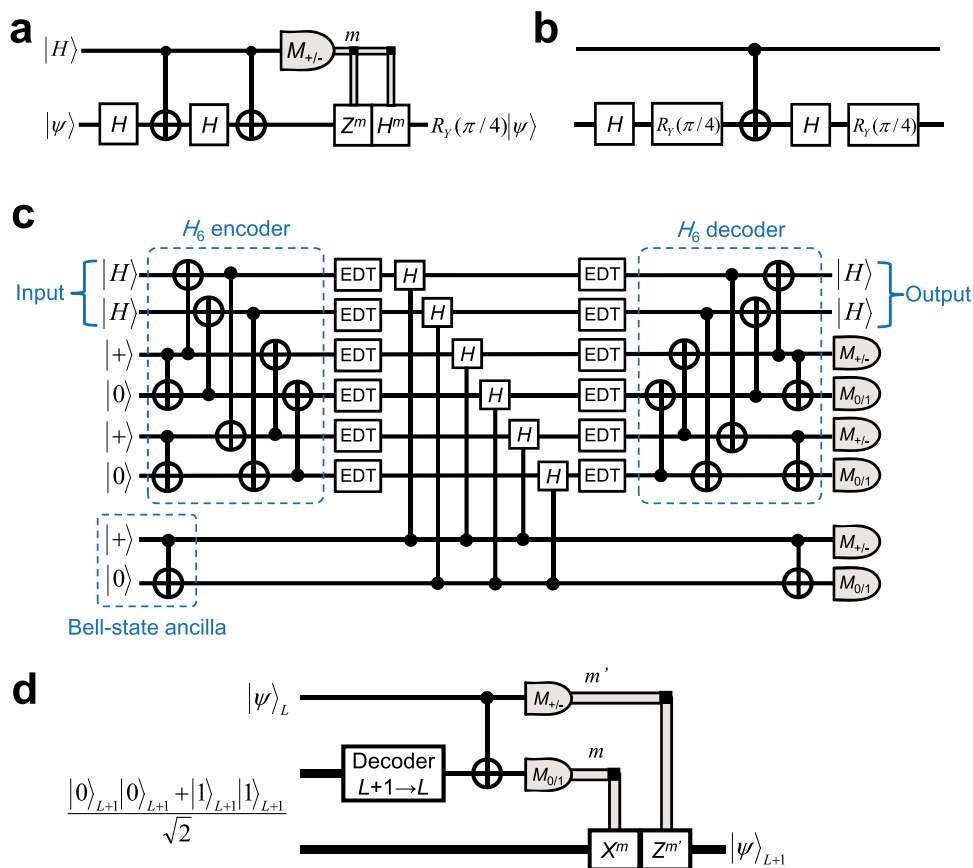 a
|H⟩ M+/- m
|ψ⟩ H H Z^m H^m R_Y(π/4)|ψ⟩
b
H R_Y(π/4) H R_Y(π/4)
c
H₆ encoder H₆ decoder
Input |H⟩ EDT H EDT |H⟩ Output
|H⟩ EDT H EDT |H⟩
|+⟩ EDT H EDT M+/-
|0⟩ EDT H EDT M0/1
|+⟩ EDT H EDT M+/-
|0⟩ EDT H EDT M0/1
|+⟩ M+/-
|0⟩ M0/1
Bell-state ancilla
d
|ψ⟩_L M+/- m'
Decoder
L+1→L
M0/1 m
|0⟩_{L+1}|0⟩_{L+1} + |1⟩_{L+1}|1⟩_{L+1}
√2
X^m Z^{m'} |ψ⟩_{L+1}